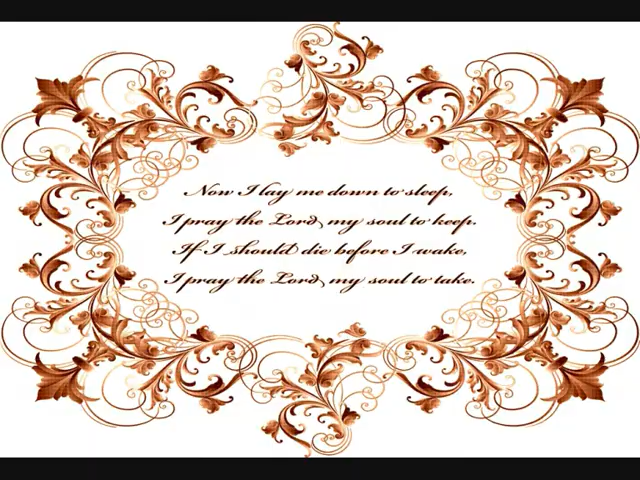 Now I lay me down to sleep,
I pray the Lord my soul to keep.
If I should die before I wake,
I pray the Lord my soul to take.